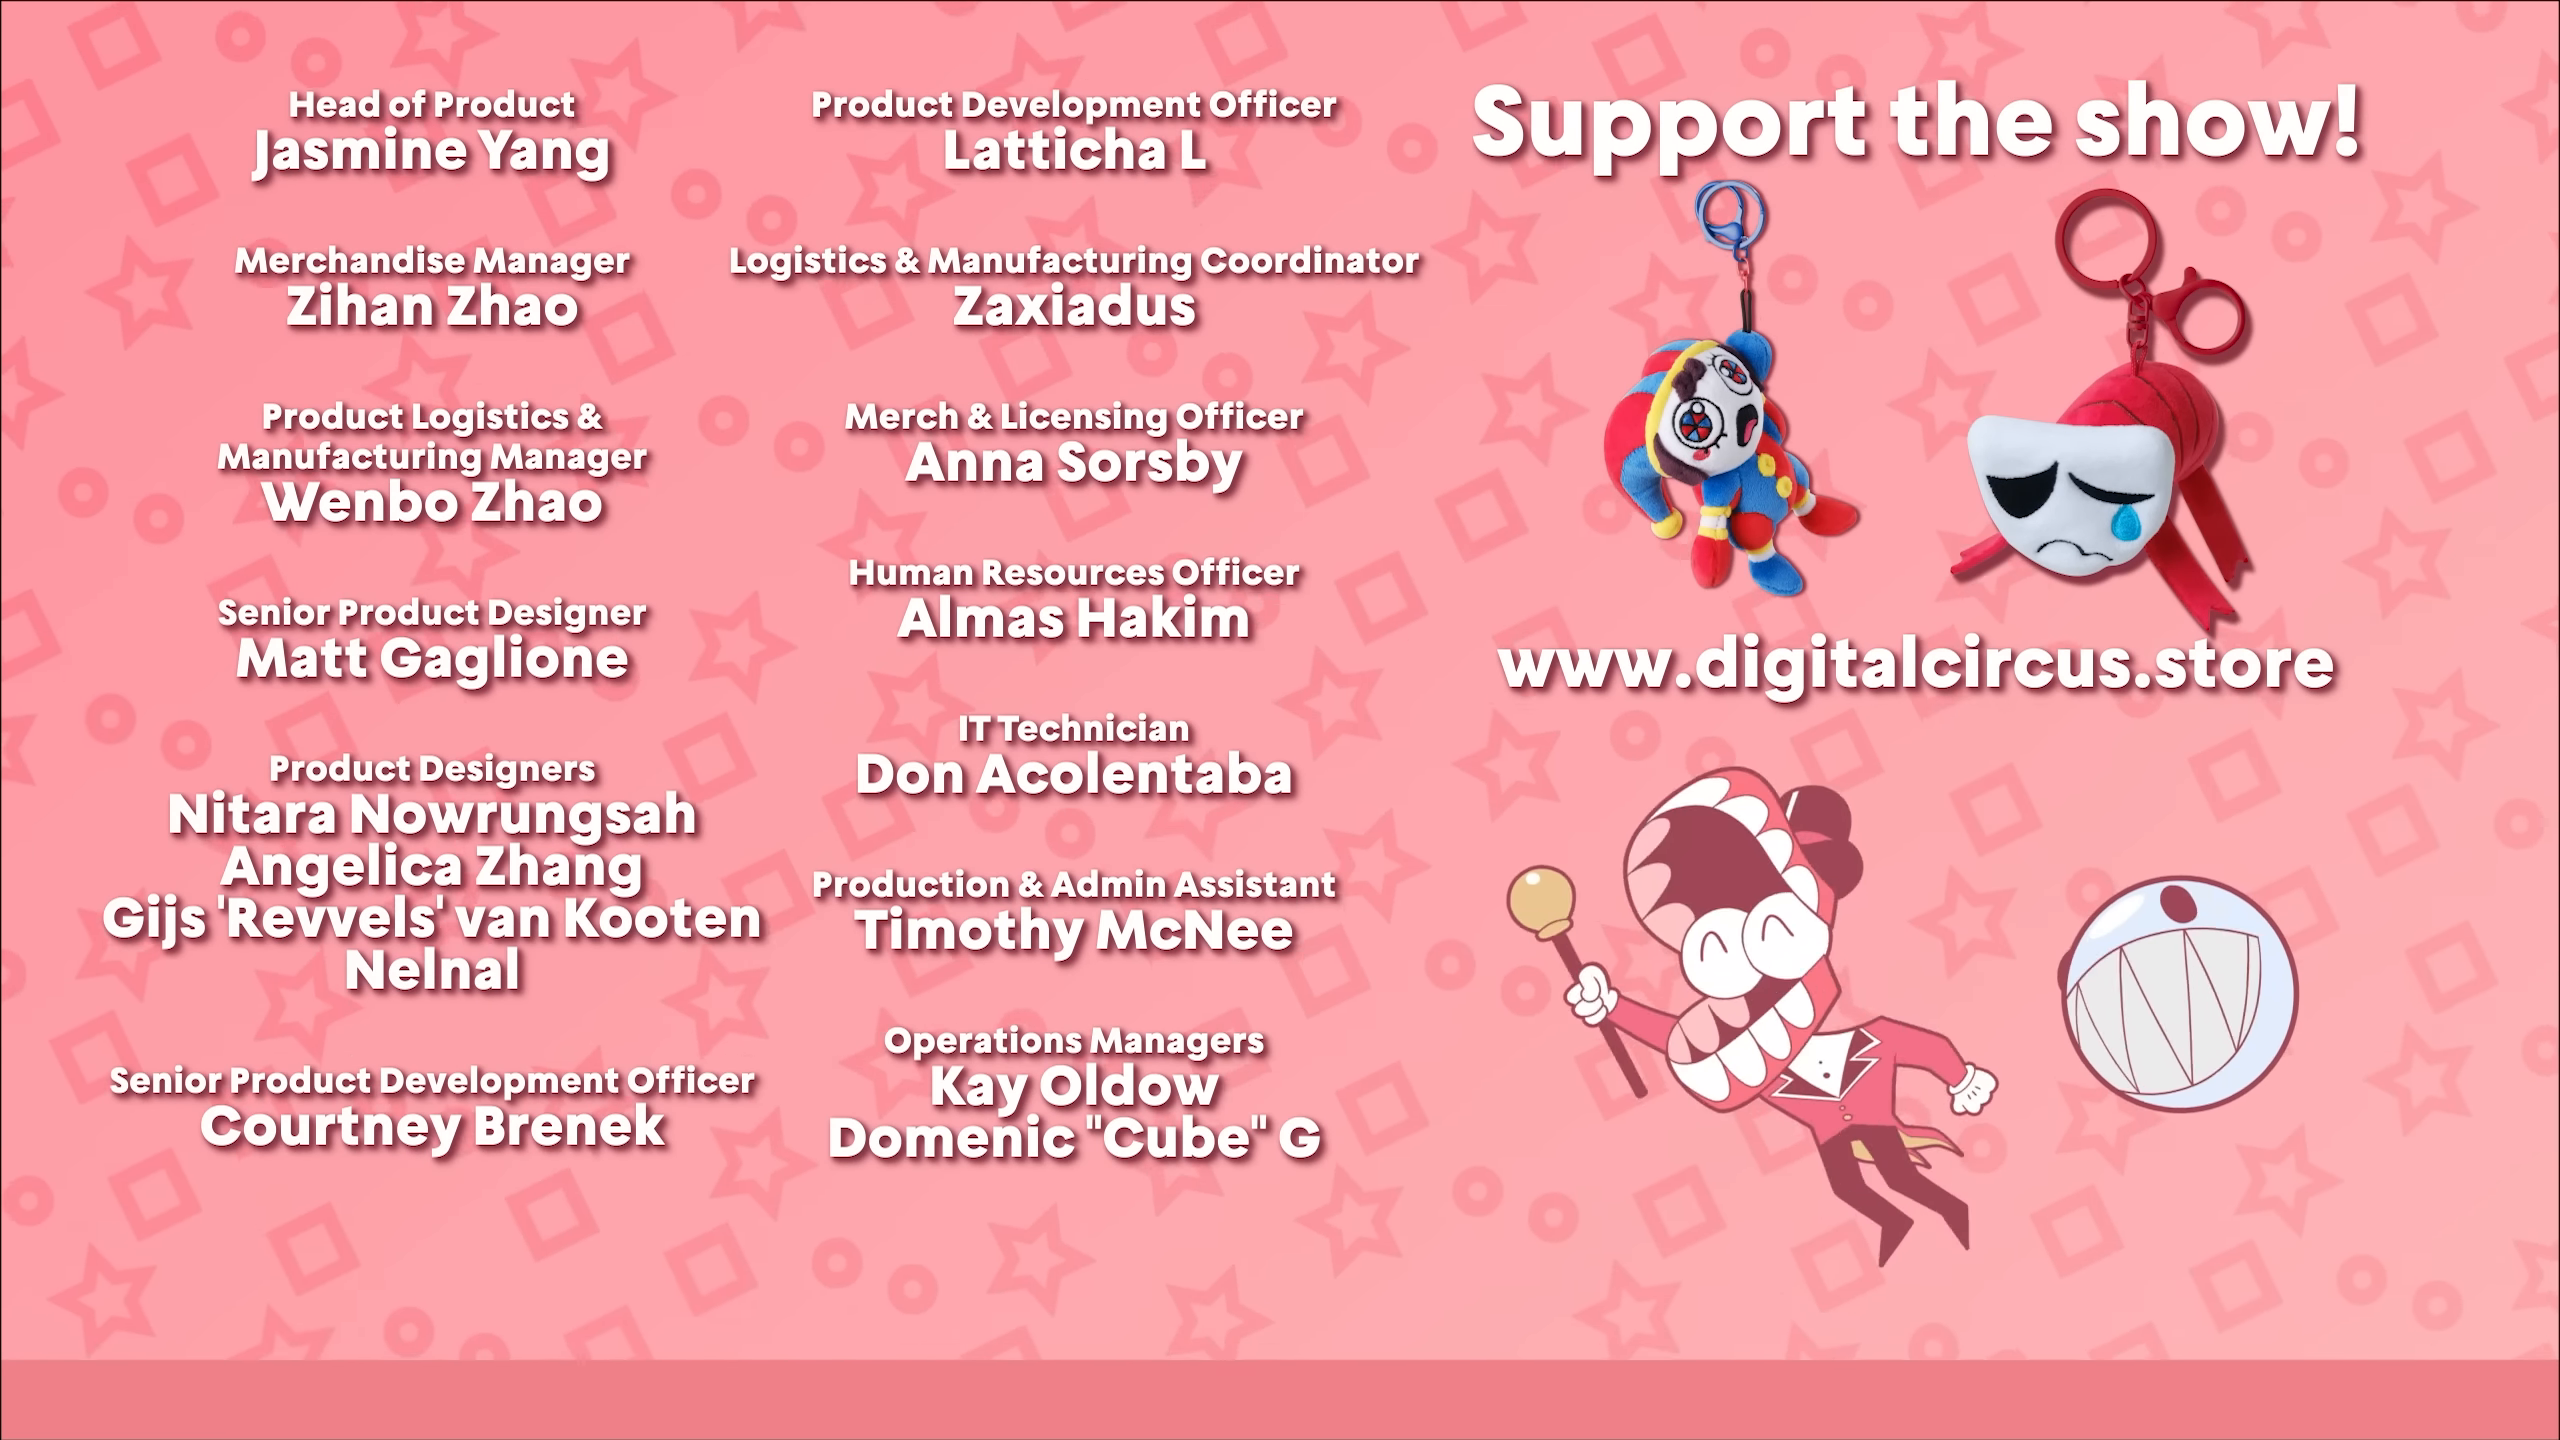 Head of Product
Jasmine Yang
Merchandise Manager
Zihan Zhao
Product Logistics &
Manufacturing Manager
Wenbo Zhao
Senior Product Designer
Matt Gaglione
Product Designers
Nitara Nowrungsah
Angelica Zhang
Gijs 'Revvels' van Kooten
Nelnal
Senior Product Development Officer
Courtney Brenek
Product Development Officer
Latticha L
Logistics & Manufacturing Coordinator
Zaxiadus
Merch & Licensing Officer
Anna Sorsby
Human Resources Officer
Almas Hakim
IT Technician
Don Acolentaba
Production & Admin Assistant
Timothy McNee
Operations Managers
Kay Oldow
Domenic "Cube" G
Support the show!
www.digitalcircus.store